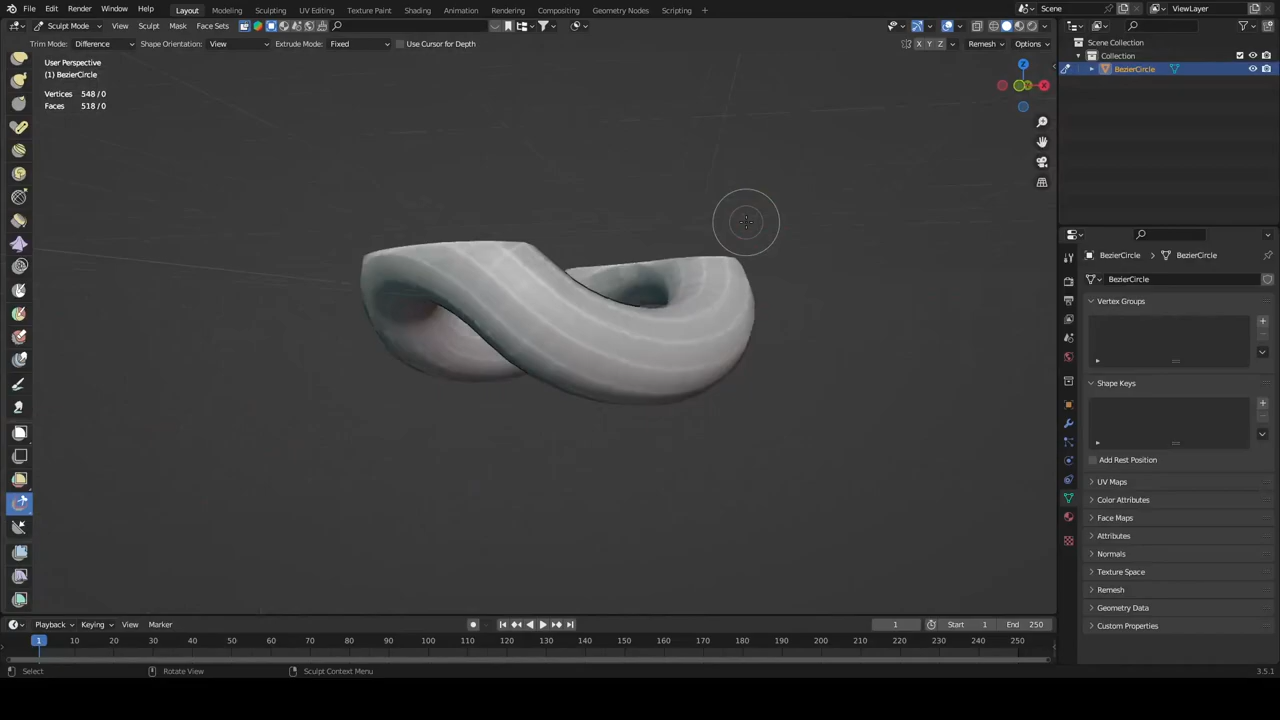 File Edit Render Window Help Layout Modeling Sculpting UV Editing Texture Paint Shading Animation Rendering Compositing Geometry Nodes Scripting + Scene ViewLayer
Sculpt Mode View Sculpt Mask Face Sets
Trim Mode: Difference Shape Orientation: View Extrude Mode: Fixed Use Cursor for Depth X Y Z Remesh Options
Scene Collection
Collection
BezierCircle
User Perspective
(1) BezierCircle
Vertices 548 / 0
Faces 518 / 0
Z
Y
X
BezierCircle BezierCircle
BezierCircle
Vertex Groups
Shape Keys
Add Rest Position
UV Maps
Color Attributes
Face Maps
Attributes
Normals
Texture Space
Remesh
Geometry Data
Custom Properties
Playback Keying View Marker 1 Start 1 End 250
1 10 20 30 40 50 60 70 80 90 100 110 120 130 140 150 160 170 180 190 200 210 220 230 240 250
Select Rotate View Sculpt Context Menu 3.5.1